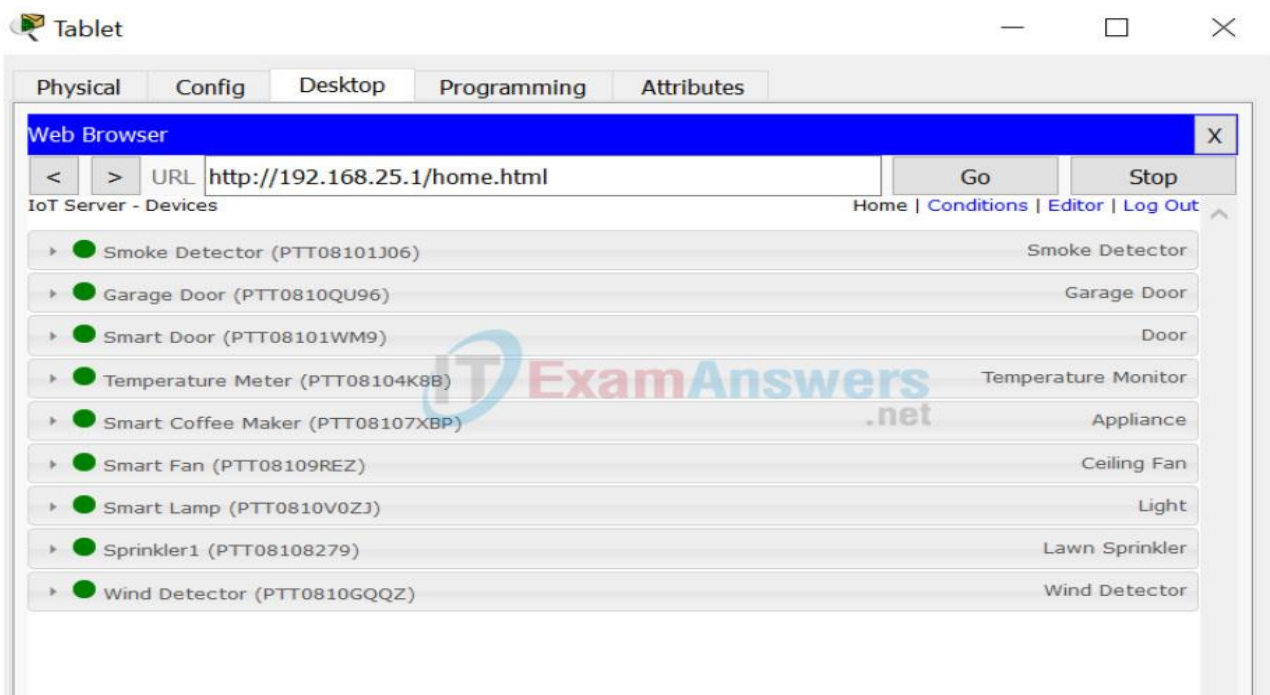 Tablet
Physical Config Desktop Programming Attributes
Web Browser X
< > URL http://192.168.25.1/home.html Go Stop
IoT Server - Devices Home | Conditions | Editor | Log Out
Smoke Detector (PTT08101J06) Smoke Detector
Garage Door (PTT0810QU96) Garage Door
Smart Door (PTT08101WM9) Door
Temperature Meter (PTT08104K8B) Temperature Monitor
Smart Coffee Maker (PTT08107XBP) Appliance
Smart Fan (PTT08109REZ) Ceiling Fan
Smart Lamp (PTT0810V0ZJ) Light
Sprinkler1 (PTT08108279) Lawn Sprinkler
Wind Detector (PTT0810GQQZ) Wind Detector
ITExamAnswers
.net